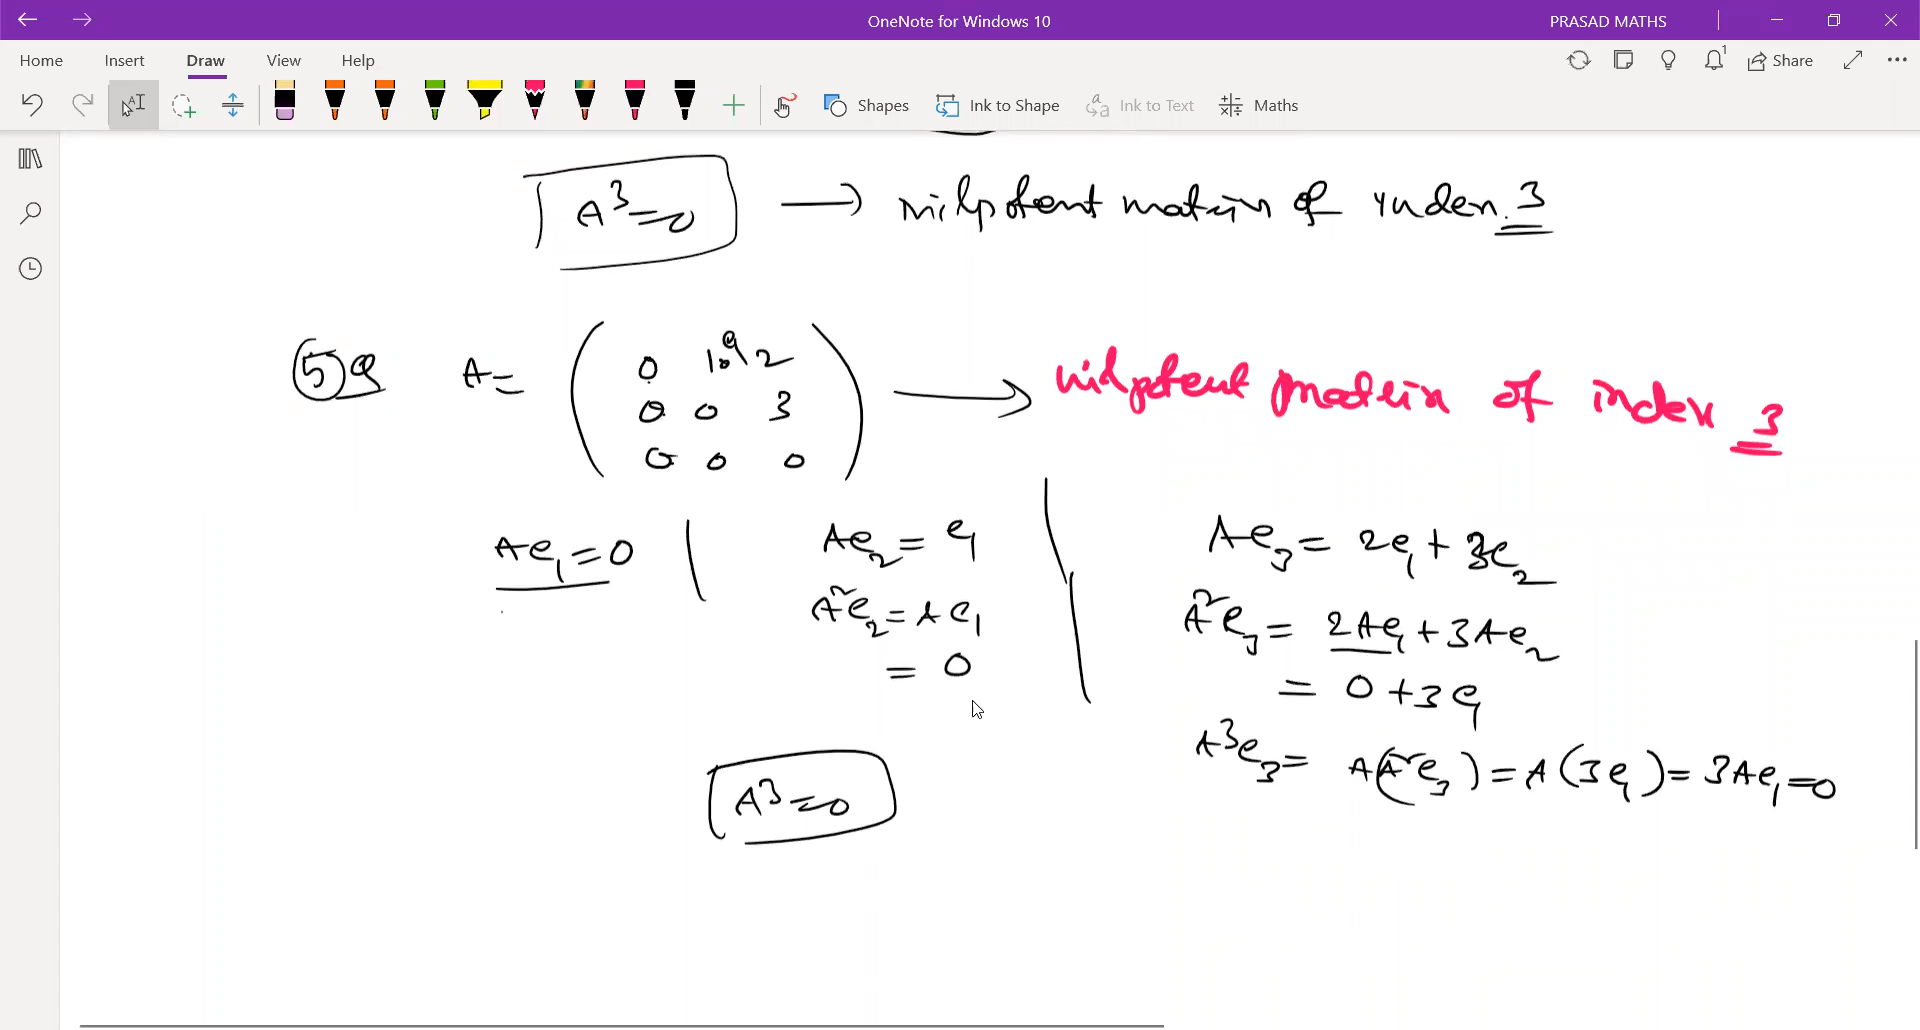 OneNote for Windows 10
PRASAD MATHS
Home Insert Draw View Help
1 Share
Shapes Ink to Shape Ink to Text Maths
A³=0 → nilpotent matrix of index 3
5 Q A = ( 0 1 2
0 0 3
0 0 0 ) → nilpotent matrix of index 3
Ae₁=0 | Ae₂ = e₁ | Ae₃ = 2e₁ + 3e₂
A²e₂ = Ae₁
= 0
A²e₃ = 2Ae₁ + 3Ae₂
= 0 + 3e₁
A³e₃ = A(A²e₃) = A(3e₁) = 3Ae₁ = 0
A³=0